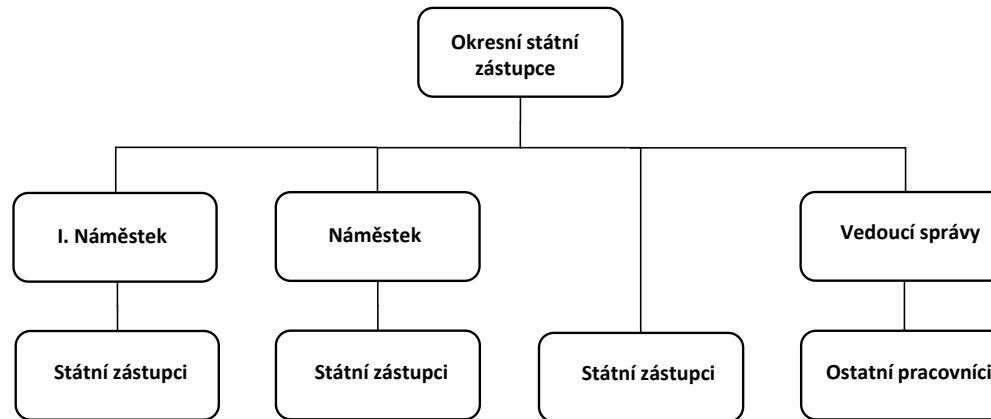 Okresní státní
zástupce
I. Náměstek
Náměstek
Vedoucí správy
Státní zástupci
Státní zástupci
Státní zástupci
Ostatní pracovníci